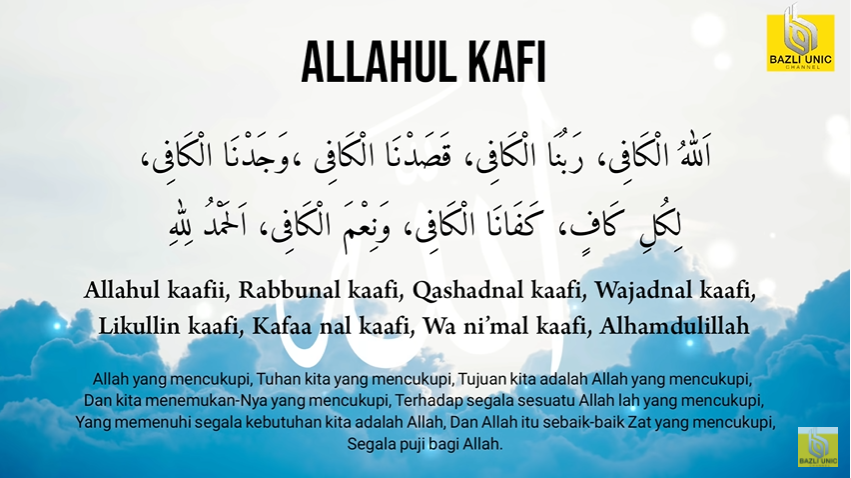 ALLAHUL KAFI
BAZLI UNIC
CHANNEL
اَللهُ الْكَافِى، رَبُّنَا الْكَافِى، قَصَدْنَا الْكَافِى ،وَجَدْنَا الْكَافِى،
لِكُلِ كَافٍ، كَفَانَا الْكَافِى، وَنِعْمَ الْكَافِى، اَلْحَمْدُ لِلهِ
Allahul kaafii, Rabbunal kaafi, Qashadnal kaafi, Wajadnal kaafi,
Likullin kaafi, Kafaa nal kaafi, Wa ni’mal kaafi, Alhamdulillah
Allah yang mencukupi, Tuhan kita yang mencukupi, Tujuan kita adalah Allah yang mencukupi,
Dan kita menemukan-Nya yang mencukupi, Terhadap segala sesuatu Allah lah yang mencukupi,
Yang memenuhi segala kebutuhan kita adalah Allah, Dan Allah itu sebaik-baik Zat yang mencukupi,
Segala puji bagi Allah.
الله
BAZLI UNIC